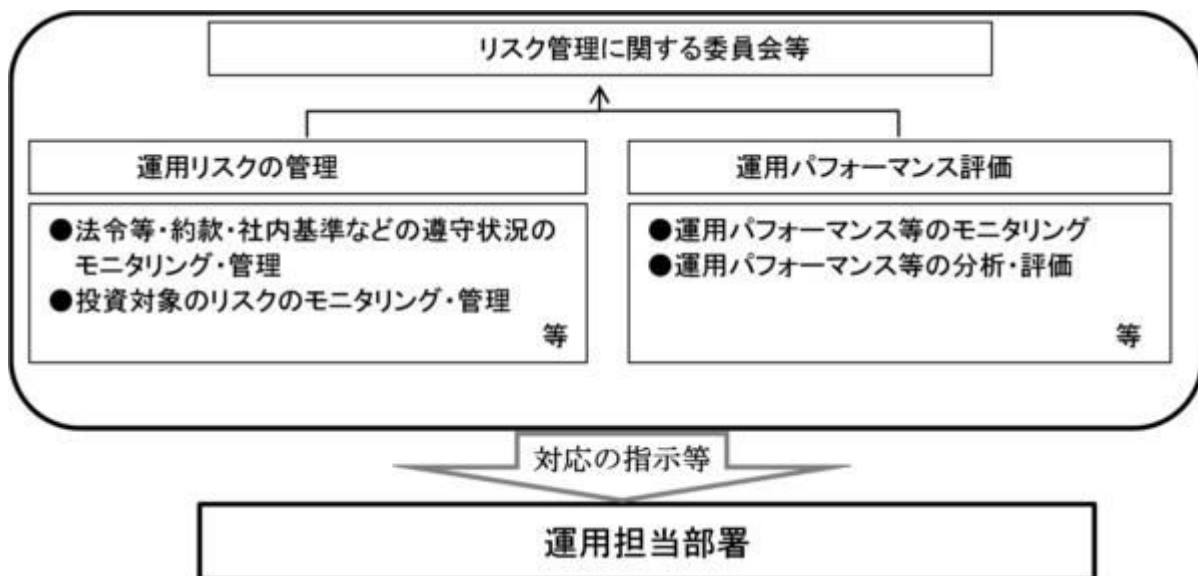 リスク管理に関する委員会等
運用リスクの管理
●法令等・約款・社内基準などの遵守状況の
モニタリング・管理
●投資対象のリスクのモニタリング・管理
等
運用パフォーマンス評価
●運用パフォーマンス等のモニタリング
●運用パフォーマンス等の分析・評価
等
対応の指示等
運用担当部署